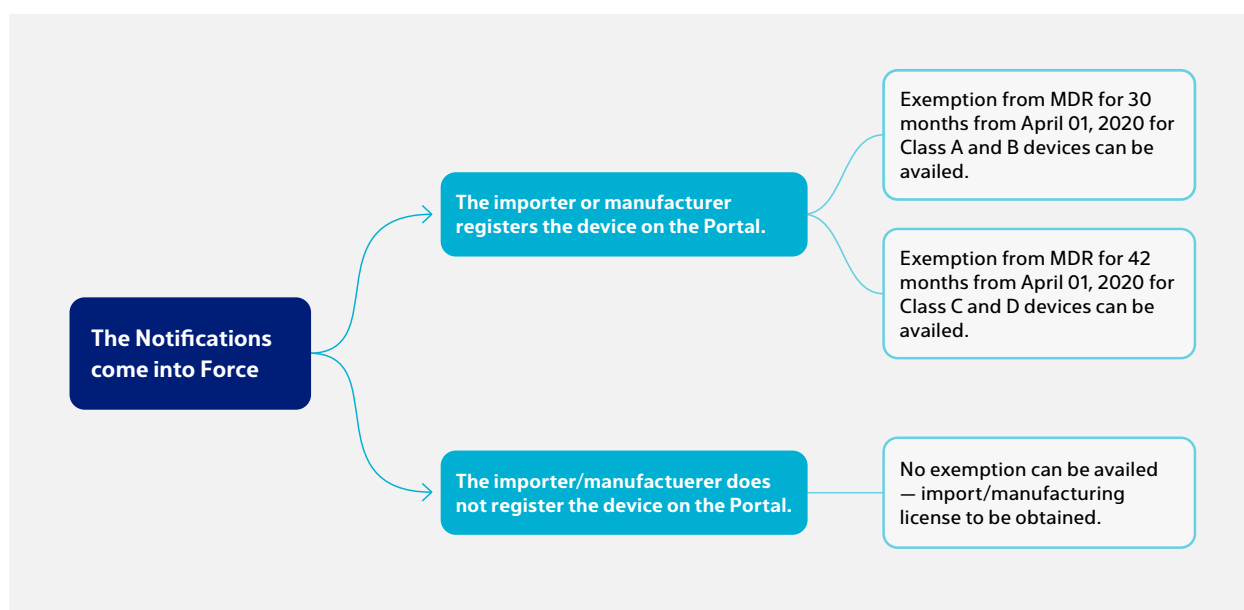 The Notifications
come into Force
The importer or manufacturer
registers the device on the Portal.
Exemption from MDR for 30
months from April 01, 2020 for
Class A and B devices can be
availed.
Exemption from MDR for 42
months from April 01, 2020 for
Class C and D devices can be
availed.
The importer/manufactuerer does
not register the device on the Portal.
No exemption can be availed
— import/manufacturing
license to be obtained.